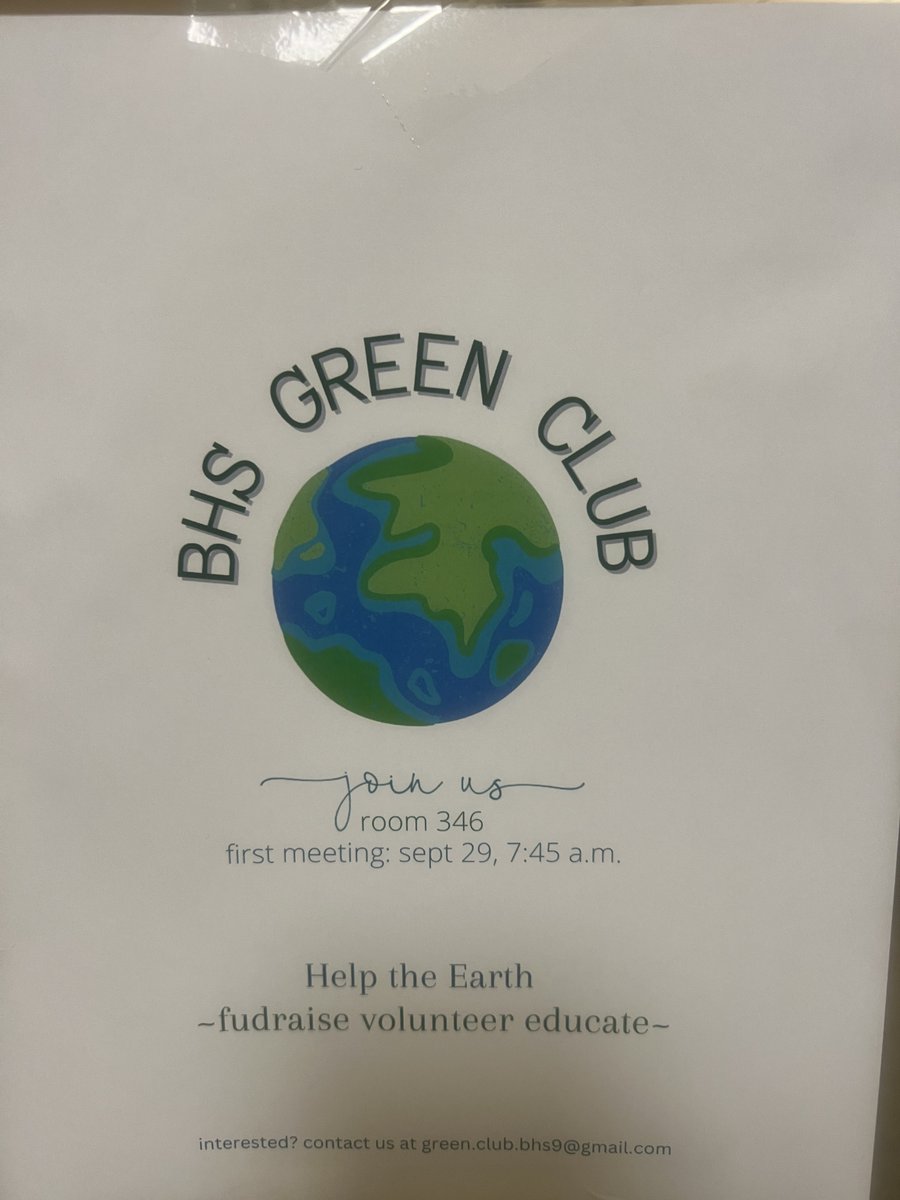 BHS GREEN CLUB
join us
room 346
first meeting: sept 29, 7:45 a.m.
Help the Earth
~fudraise volunteer educate~
interested? contact us at green.club.bhs9@gmail.com